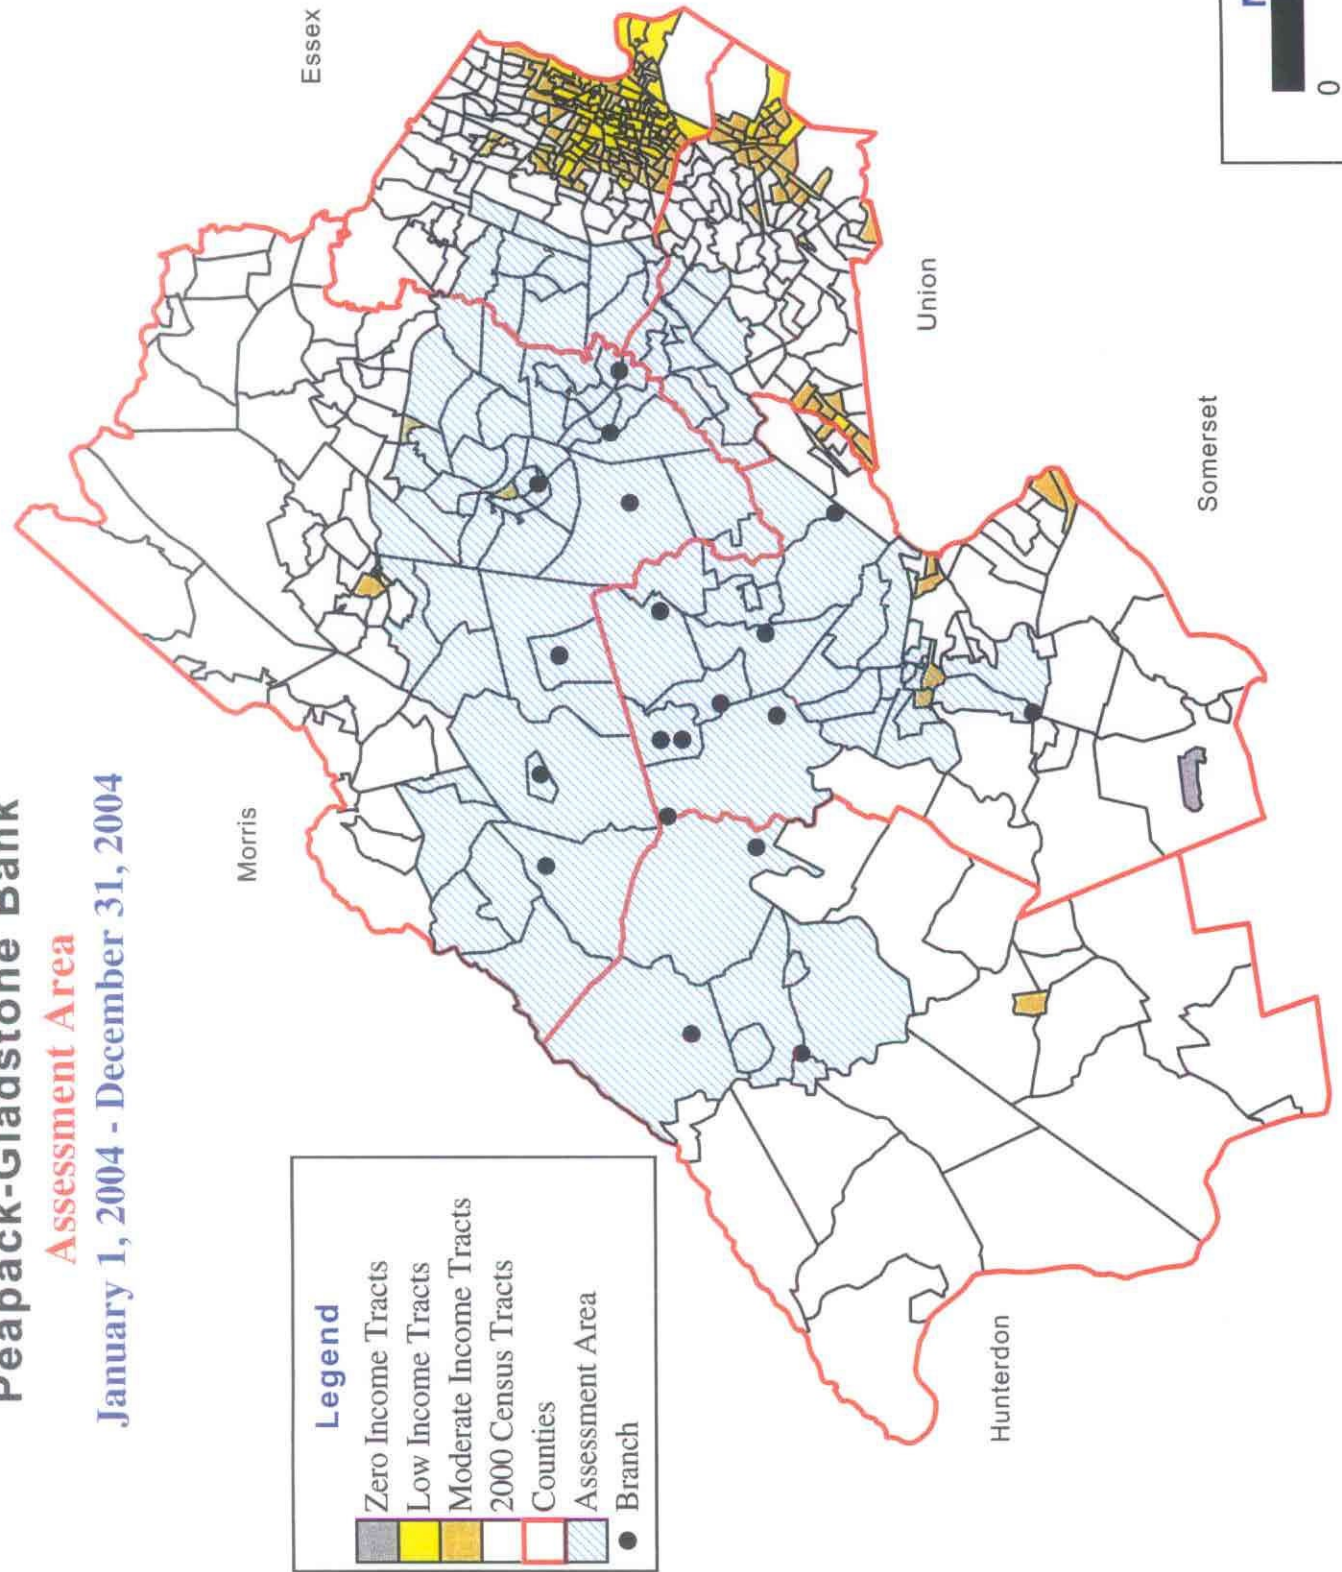 Peapack-Gladstone Bank
Assessment Area
January 1, 2004 - December 31, 2004
Legend
Zero Income Tracts
Low Income Tracts
Moderate Income Tracts
2000 Census Tracts
Counties
Assessment Area
Branch
Morris
Essex
Hunterdon
Union
Somerset
0